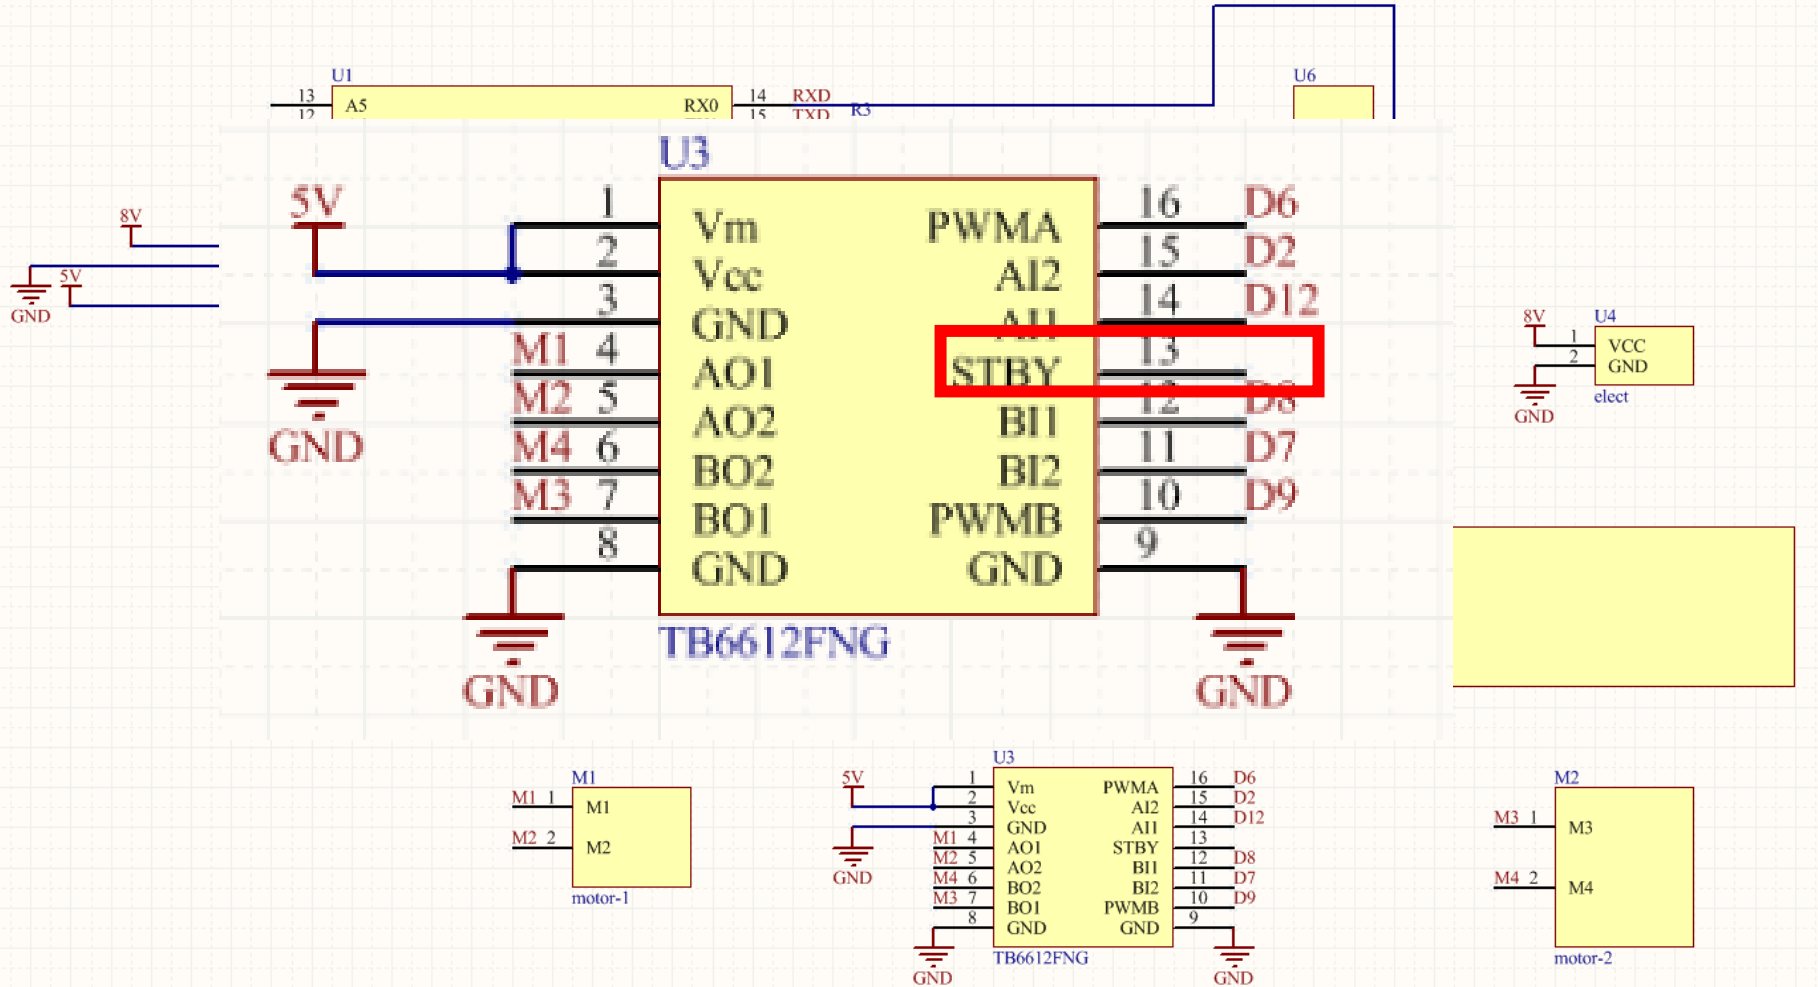 U1
U6
13 A5 RX0 14 RXD
12 15 TXD R3
U3
5V 1 Vm PWMA 16 D6
8V
2 Vcc AI2 15 D2
5V
3 GND AI1 14 D12
GND
M1 4 AO1 STBY 13
M2 5 AO2 BI1 12 D8
GND
M4 6 BO2 BI2 11 D7
M3 7 BO1 PWMB 10 D9
8 GND GND 9
TB6612FNG
GND
GND
8V
U4
1 VCC
2 GND
elect
GND
M1
M1 1 M1
M2 2 M2
motor-1
U3
5V 1 Vm PWMA 16 D6
2 Vcc AI2 15 D2
3 GND AI1 14 D12
M1 4 AO1 STBY 13
M2 5 AO2 BI1 12 D8
GND
M4 6 BO2 BI2 11 D7
M3 7 BO1 PWMB 10 D9
8 GND GND 9
TB6612FNG
GND
GND
M2
M3 1 M3
M4 2 M4
motor-2